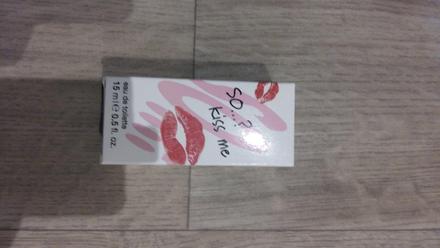 so...?
kiss me
eau de toilette
15 ml e 0.5 fl. oz.